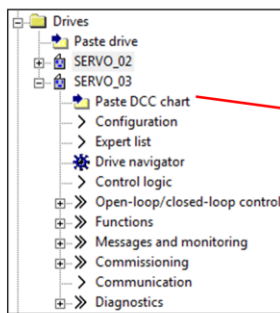 Drives
Paste drive
SERVO_02
SERVO_03
Paste DCC chart
Configuration
Expert list
Drive navigator
Control logic
Open-loop/closed-loop control
Functions
Messages and monitoring
Commissioning
Communication
Diagnostics